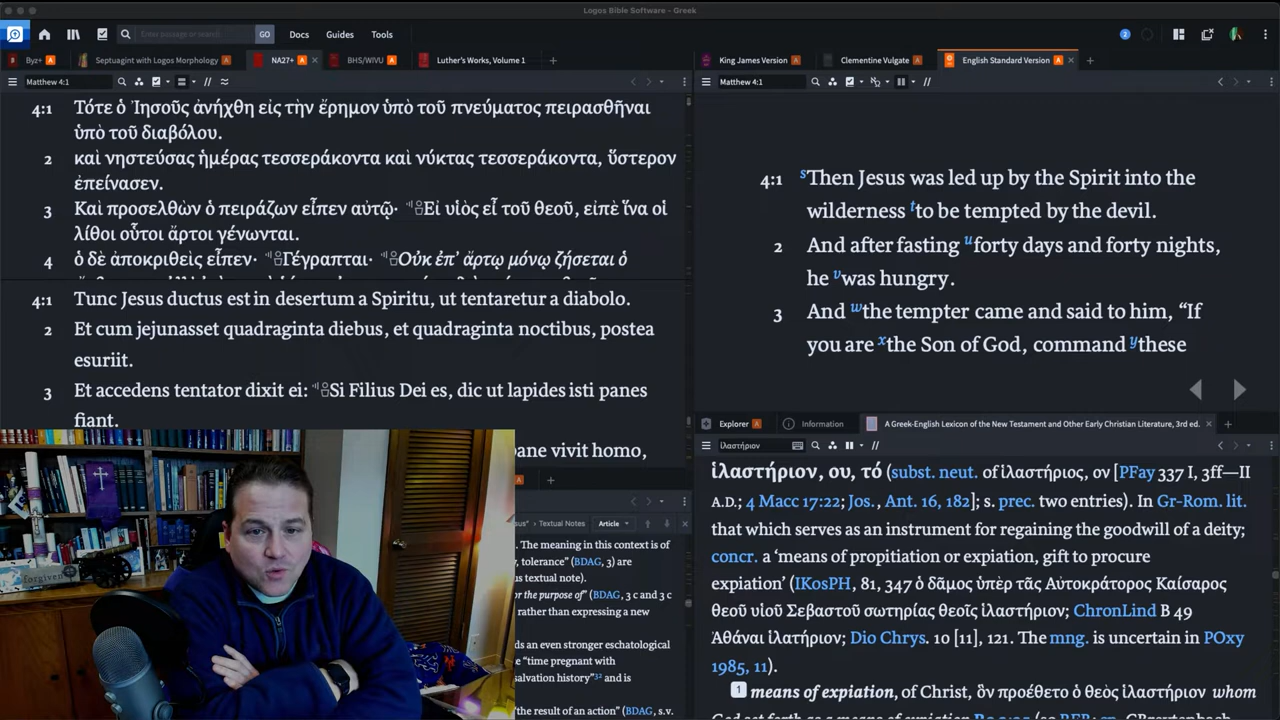 Logos Bible Software - Greek
Enter passage or search
GO
Docs
Guides
Tools
2
Byz+ A
Septuagint with Logos Morphology
NA27+ A
BHS/WIVU A
Luther's Works, Volume 1
Matthew 4:1
4:1 Τότε ὁ Ἰησοῦς ἀνήχθη εἰς τὴν ἔρημον ὑπὸ τοῦ πνεύματος πειρασθῆναι
ὑπὸ τοῦ διαβόλου.
2 καὶ νηστεύσας ἡμέρας τεσσεράκοντα καὶ νύκτας τεσσεράκοντα, ὕστερον
ἐπείνασεν.
3 Καὶ προσελθὼν ὁ πειράζων εἶπεν αὐτῷ· Εἰ υἱὸς εἶ τοῦ θεοῦ, εἰπὲ ἵνα οἱ
λίθοι οὗτοι ἄρτοι γένωνται.
4 ὁ δὲ ἀποκριθεὶς εἶπεν· Γέγραπται· Οὐκ ἐπ’ ἄρτῳ μόνῳ ζήσεται ὁ
4:1 Tunc Jesus ductus est in desertum a Spiritu, ut tentaretur a diabolo.
2 Et cum jejunasset quadraginta diebus, et quadraginta noctibus, postea
esuriit.
3 Et accedens tentator dixit ei: Si Filius Dei es, dic ut lapides isti panes
fiant.
pane vivit homo,
King James Version A
Clementine Vulgate A
English Standard Version A
Matthew 4:1
4:1 sThen Jesus was led up by the Spirit into the
wilderness tto be tempted by the devil.
2 And after fasting uforty days and forty nights,
he vwas hungry.
3 And wthe tempter came and said to him, “If
you are xthe Son of God, command ythese
forgiven
A
sus* > Textual Notes
Article
. The meaning in this context is of
, tolerance” (BDAG, 3) are
us textual note).
or the purpose of” (BDAG, 3 c and 3 c
rather than expressing a new
ds an even stronger eschatological
e “time pregnant with
salvation history”32 and is
the result of an action” (BDAG, s.v.
Explorer A
Information
A Greek-English Lexicon of the New Testament and Other Early Christian Literature, 3rd ed.
ἱλαστήριον
ἱλαστήριον, ου, τό (subst. neut. of ἱλαστήριος, ον [PFay 337 I, 3ff—II
A.D.; 4 Macc 17:22; Jos., Ant. 16, 182]; s. prec. two entries). In Gr-Rom. lit.
that which serves as an instrument for regaining the goodwill of a deity;
concr. a ‘means of propitiation or expiation, gift to procure
expiation’ (IKosPH, 81, 347 ὁ δᾶμος ὑπὲρ τᾶς Αὐτοκράτορος Καίσαρος
θεοῦ υἱοῦ Σεβαστοῦ σωτηρίας θεοῖς ἱλαστήριον; ChronLind B 49
Ἀθάναι ἱλατήριον; Dio Chrys. 10 [11], 121. The mng. is uncertain in POxy
1985, 11).
1 means of expiation, of Christ, ὃν προέθετο ὁ θεὸς ἱλαστήριον whom